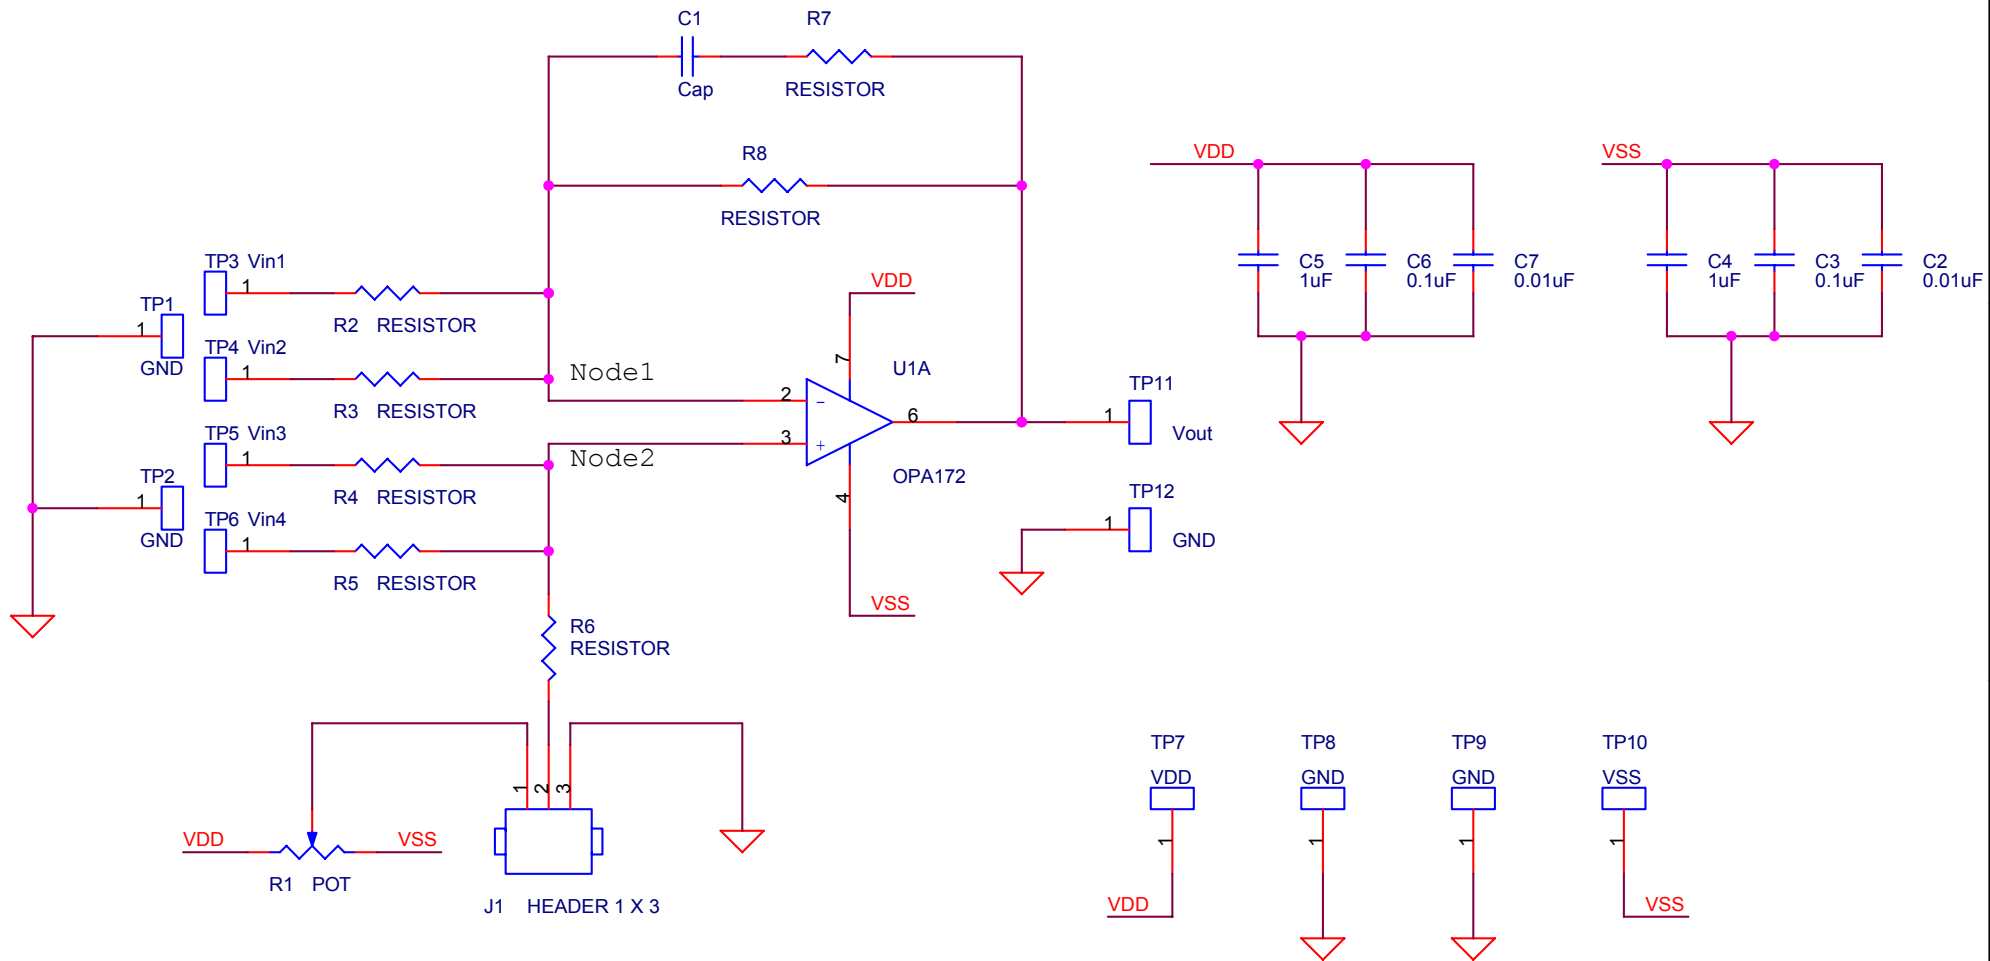 C1 R7
Cap RESISTOR
R8
RESISTOR
VDD
VSS
C5 1uF
C6 0.1uF
C7 0.01uF
C4 1uF
C3 0.1uF
C2 0.01uF
TP3 Vin1
1
R2 RESISTOR
TP1
1
GND
TP4 Vin2
1
R3 RESISTOR
Node1
TP5 Vin3
1
R4 RESISTOR
Node2
TP2
1
GND
TP6 Vin4
1
R5 RESISTOR
VDD
7
U1A
2
-
3
+
6
OPA172
4
VSS
TP11
1
Vout
TP12
1
GND
R6
RESISTOR
1
2
3
VDD
VSS
R1 POT
J1 HEADER 1 X 3
TP7
VDD
1
VDD
TP8
GND
1
TP9
GND
1
TP10
VSS
1
VSS